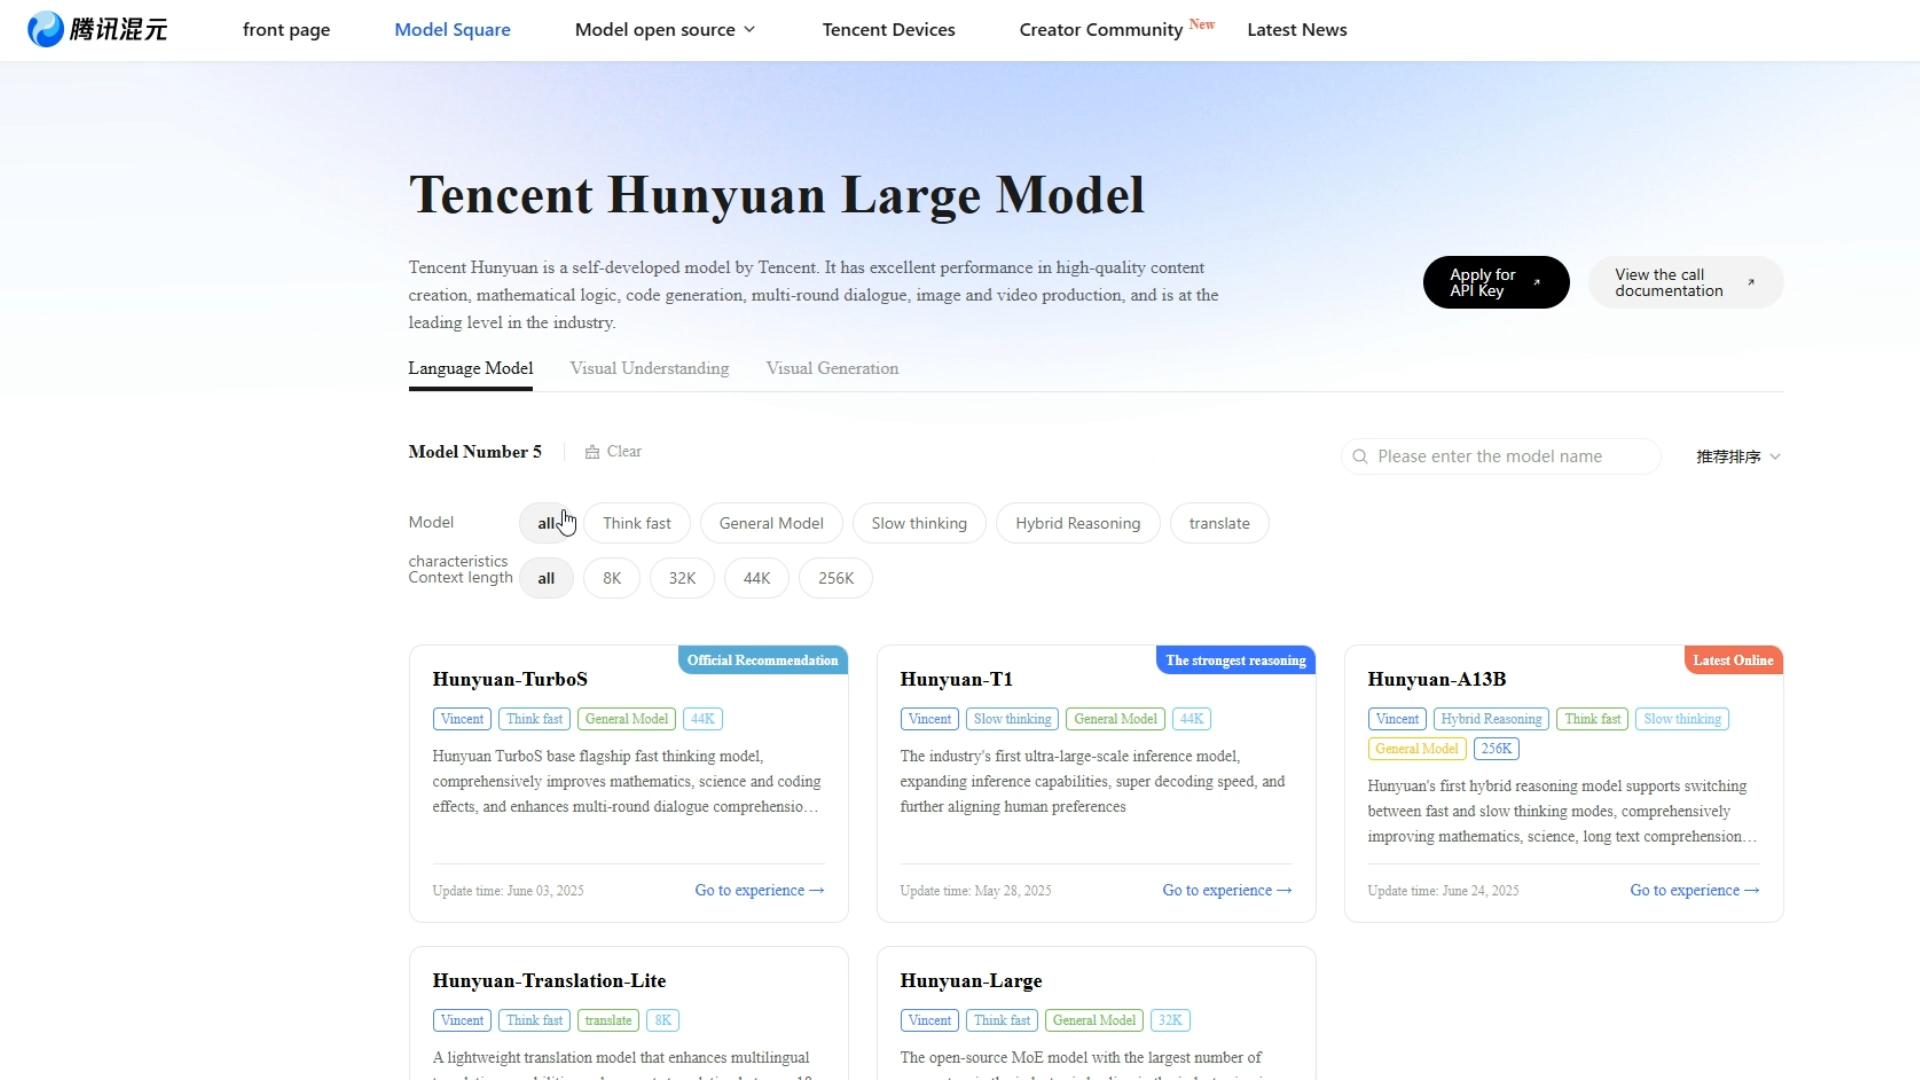 腾讯混元
front page
Model Square
Model open source
Tencent Devices
Creator Community New
Latest News
Tencent Hunyuan Large Model
Tencent Hunyuan is a self-developed model by Tencent. It has excellent performance in high-quality content
creation, mathematical logic, code generation, multi-round dialogue, image and video production, and is at the
leading level in the industry.
Apply for
API Key
View the call
documentation
Language Model
Visual Understanding
Visual Generation
Model Number 5
Clear
Please enter the model name
推荐排序
Model
characteristics
all
Think fast
General Model
Slow thinking
Hybrid Reasoning
translate
Context length
all
8K
32K
44K
256K
Official Recommendation
Hunyuan-TurboS
Vincent
Think fast
General Model
44K
Hunyuan TurboS base flagship fast thinking model,
comprehensively improves mathematics, science and coding
effects, and enhances multi-round dialogue comprehensio...
Update time: June 03, 2025
Go to experience →
The strongest reasoning
Hunyuan-T1
Vincent
Slow thinking
General Model
44K
The industry's first ultra-large-scale inference model,
expanding inference capabilities, super decoding speed, and
further aligning human preferences
Update time: May 28, 2025
Go to experience →
Latest Online
Hunyuan-A13B
Vincent
Hybrid Reasoning
Think fast
Slow thinking
General Model
256K
Hunyuan's first hybrid reasoning model supports switching
between fast and slow thinking modes, comprehensively
improving mathematics, science, long text comprehension...
Update time: June 24, 2025
Go to experience →
Hunyuan-Translation-Lite
Vincent
Think fast
translate
8K
A lightweight translation model that enhances multilingual
Hunyuan-Large
Vincent
Think fast
General Model
32K
The open-source MoE model with the largest number of